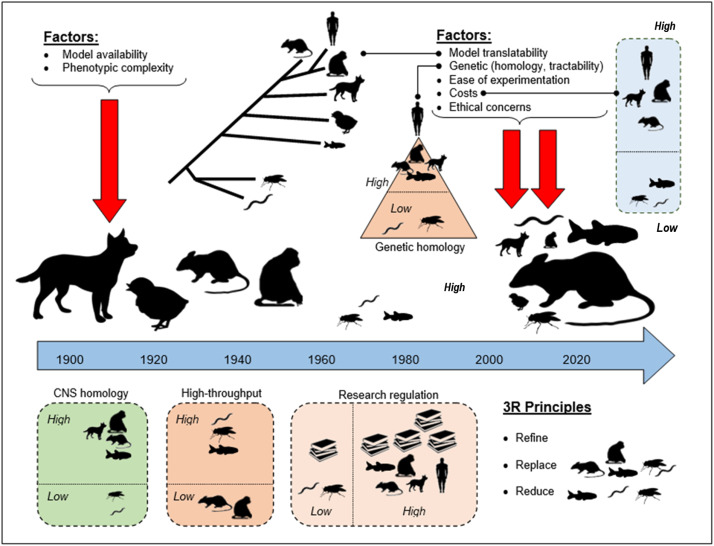 Factors:
• Model availability
• Phenotypic complexity
Factors:
• Model translatability
• Genetic (homology, tractability)
• Ease of experimentation
• Costs
• Ethical concerns
High
Low
High
Low
Genetic homology
High
1900 1920 1940 1960 1980 2000 2020
CNS homology
High
Low
High-throughput
High
Low
Research regulation
Low
High
3R Principles
• Refine
• Replace
• Reduce